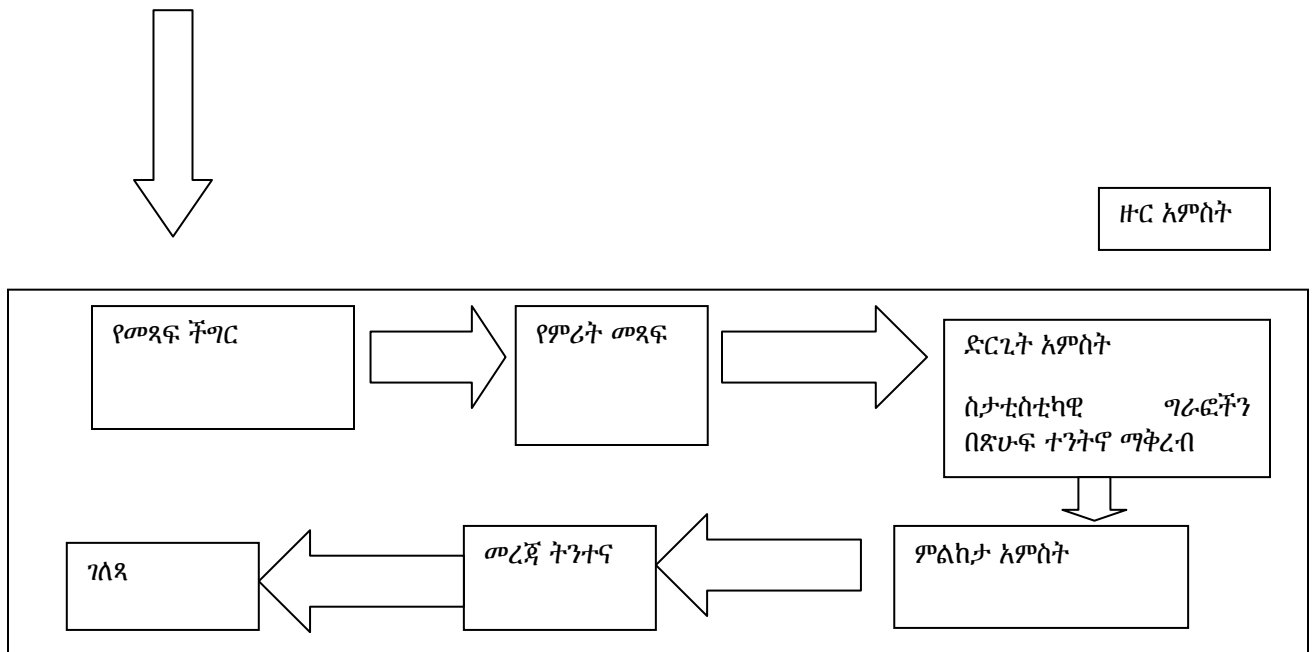 ዙር አምስት
የመጻፍ ችግር
የምሪት መጻፍ
ድርጊት አምስት
ስታቲስቲካዊ ግራፎችን
በጽሁፍ ተንትኖ ማቅረብ
ምልከታ አምስት
መረጃ ትንተና
ገለጻ